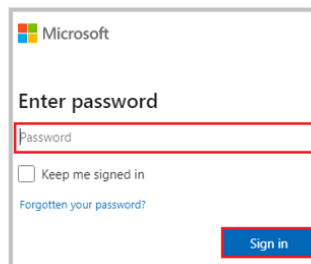 Microsoft
Enter password
Password
Keep me signed in
Forgotten your password?
Sign in